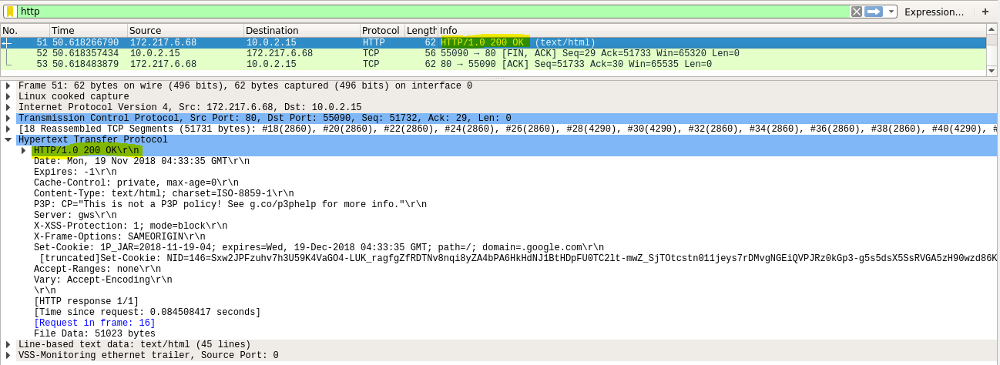 http Expression... +
No. Time Source Destination Protocol Length Info
51 50.618266790 172.217.6.68 10.0.2.15 HTTP 62 HTTP/1.0 200 OK (text/html)
52 50.618357434 10.0.2.15 172.217.6.68 TCP 56 55090 → 80 [FIN, ACK] Seq=29 Ack=51733 Win=65320 Len=0
53 50.618483879 172.217.6.68 10.0.2.15 TCP 62 80 → 55090 [ACK] Seq=51733 Ack=30 Win=65535 Len=0
Frame 51: 62 bytes on wire (496 bits), 62 bytes captured (496 bits) on interface 0
Linux cooked capture
Internet Protocol Version 4, Src: 172.217.6.68, Dst: 10.0.2.15
Transmission Control Protocol, Src Port: 80, Dst Port: 55090, Seq: 51732, Ack: 29, Len: 0
[18 Reassembled TCP Segments (51731 bytes): #18(2860), #20(2860), #22(2860), #24(2860), #26(2860), #28(4290), #30(4290), #32(2860), #34(2860), #36(2860), #38(2860), #40(4290), #
Hypertext Transfer Protocol
HTTP/1.0 200 OK\r\n
Date: Mon, 19 Nov 2018 04:33:35 GMT\r\n
Expires: -1\r\n
Cache-Control: private, max-age=0\r\n
Content-Type: text/html; charset=ISO-8859-1\r\n
P3P: CP="This is not a P3P policy! See g.co/p3phelp for more info."\r\n
Server: gws\r\n
X-XSS-Protection: 1; mode=block\r\n
X-Frame-Options: SAMEORIGIN\r\n
Set-Cookie: 1P_JAR=2018-11-19-04; expires=Wed, 19-Dec-2018 04:33:35 GMT; path=/; domain=.google.com\r\n
[truncated]Set-Cookie: NID=146=Sxw2JPFzuhv7h3U59K4VaGO4-LUK_ragfgZfRDTNv8nqi8yZA4bPA6HkHdNJ1BtHDpFU0TC2lt-mwZ_SjTOtcstn011jeys7rDMvgNGEiQVPJRz0kGp3-g5s5dsX5SsRVGA5zH90wzd86K
Accept-Ranges: none\r\n
Vary: Accept-Encoding\r\n
\r\n
[HTTP response 1/1]
[Time since request: 0.084508417 seconds]
[Request in frame: 16]
File Data: 51023 bytes
Line-based text data: text/html (45 lines)
VSS-Monitoring ethernet trailer, Source Port: 0